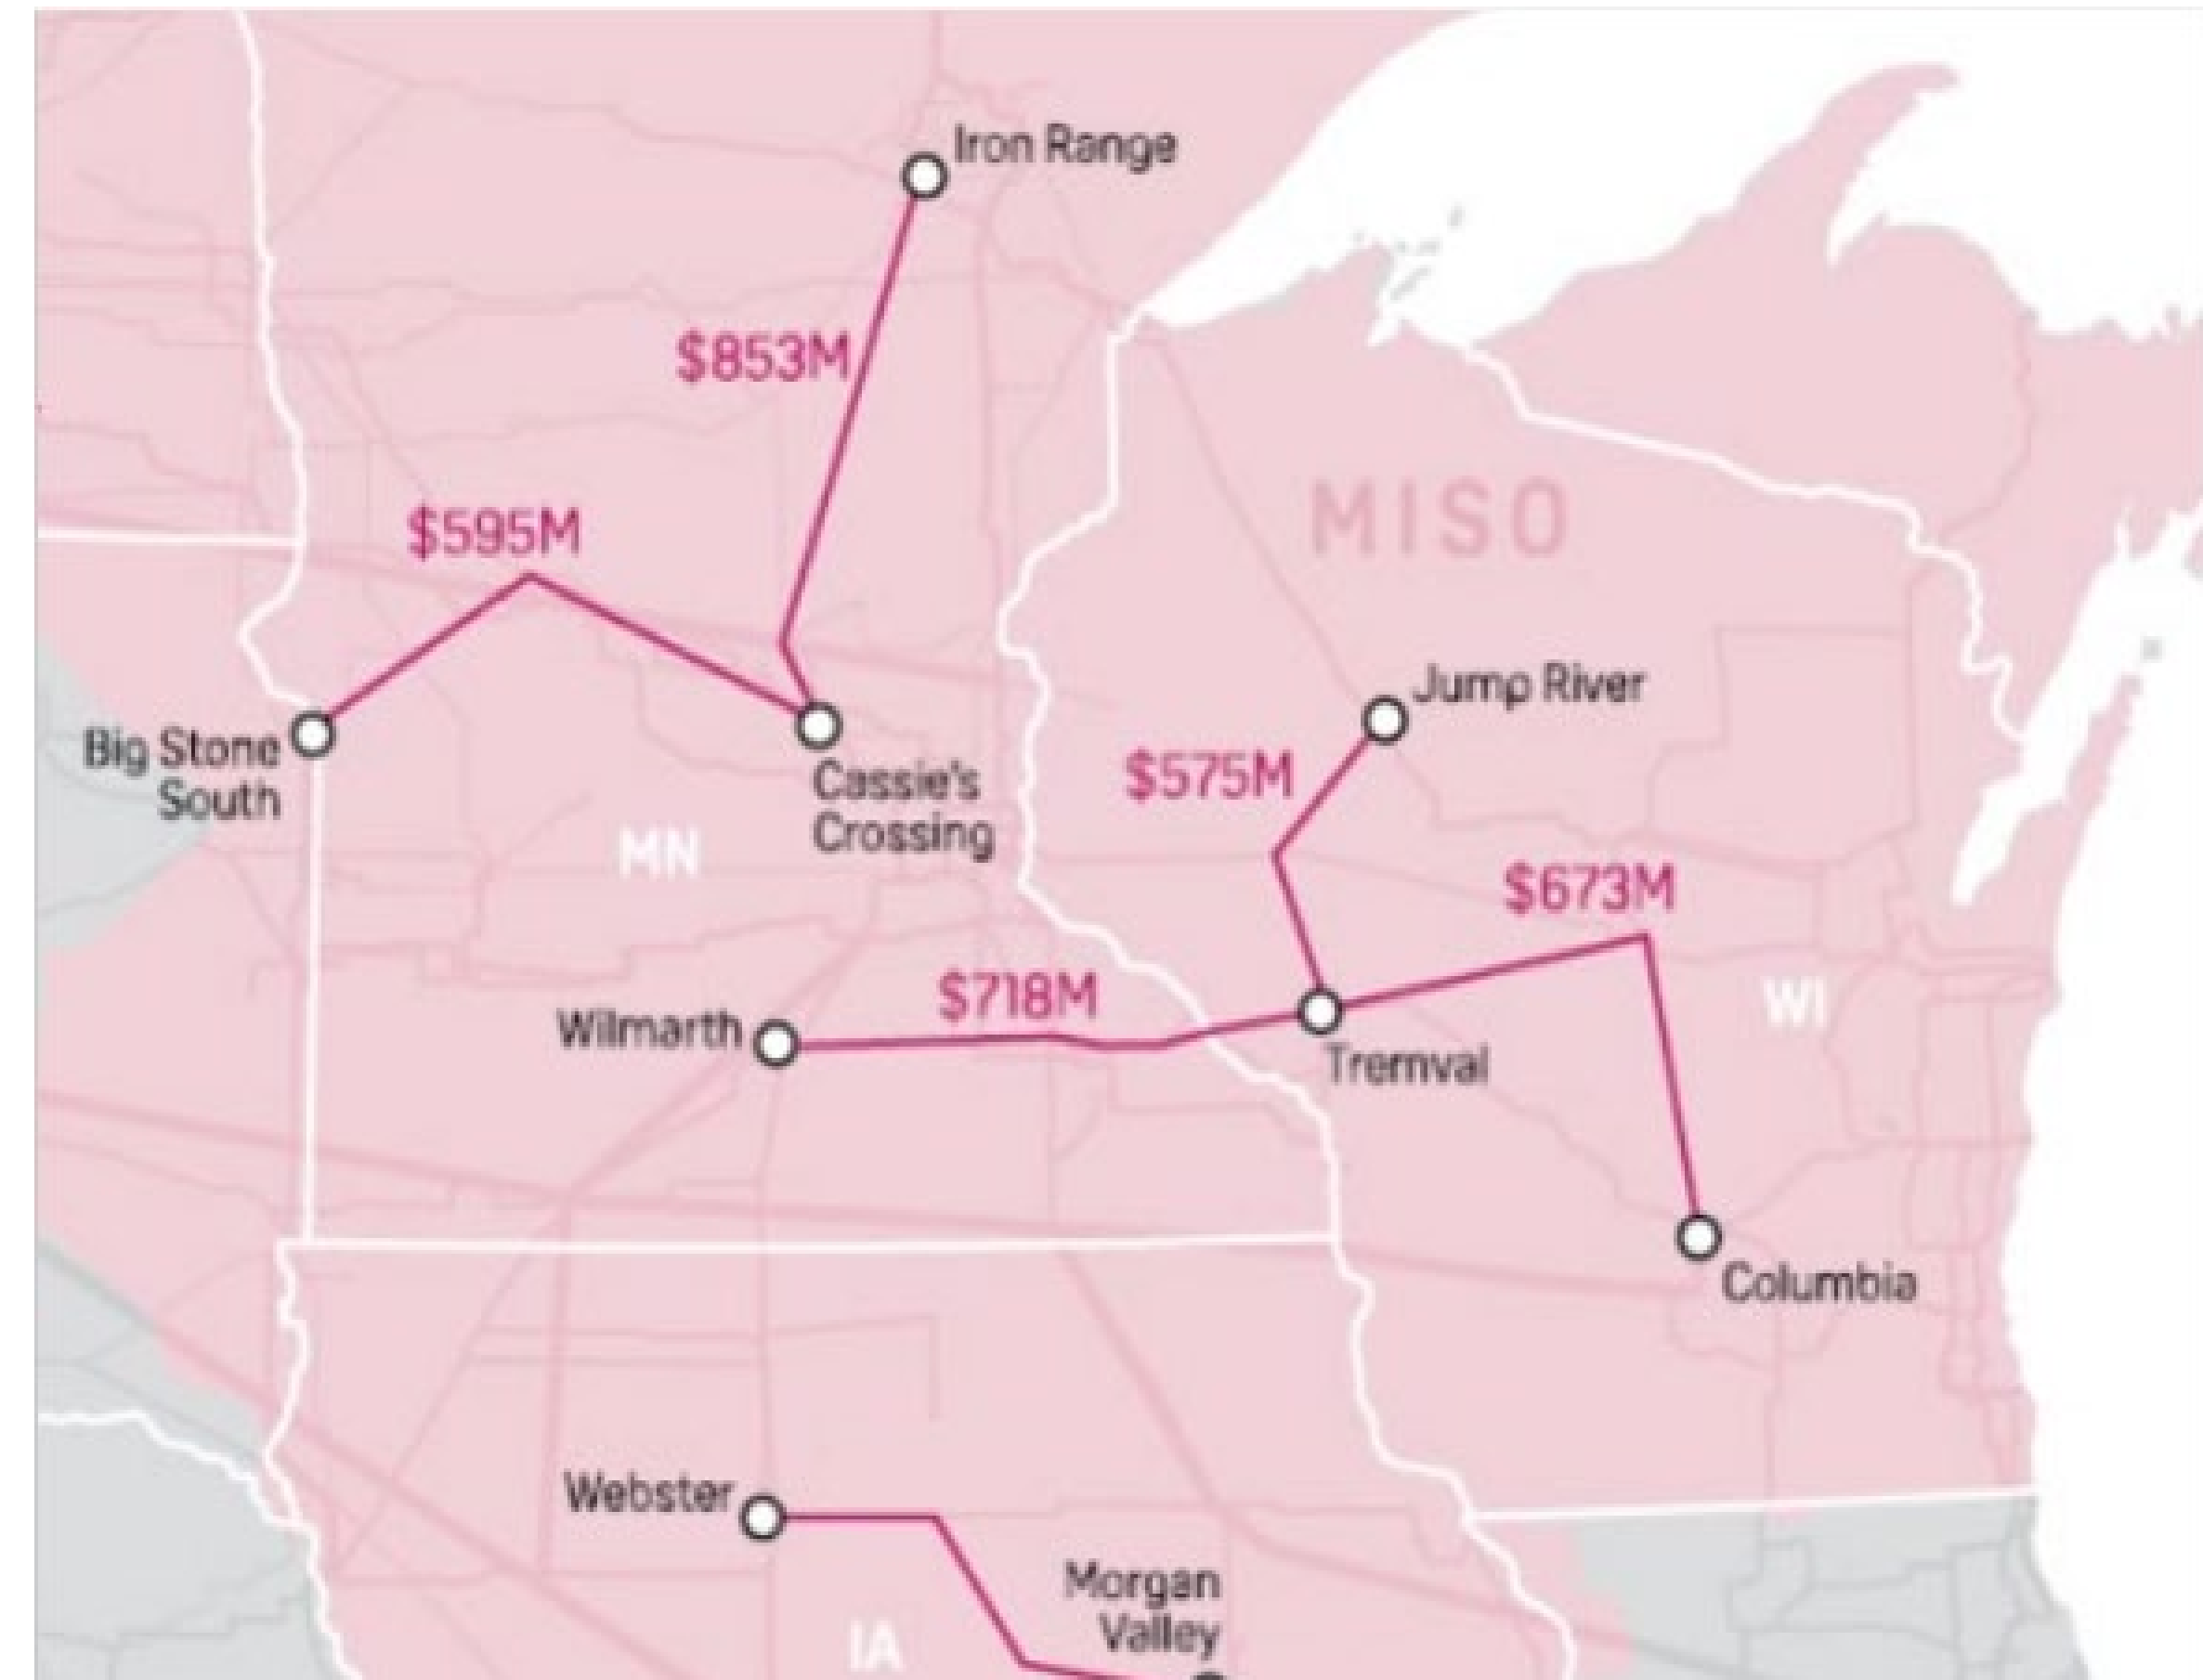 Iron Range
$853M
MISO
$595M
Jump River
Big Stone
South
$575M
Cassie's
Crossing
MN
$673M
$718M
WI
Wilmarth
Tremval
Columbia
Webster
Morgan
Valley
IA